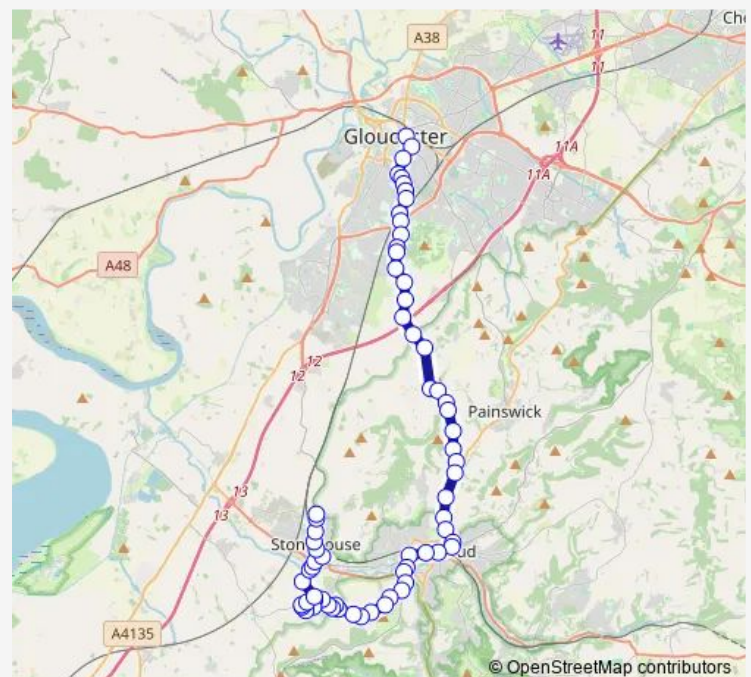 Che
A38
11
11
Gloucester
11A
11A
A48
12
12
Painswick
13
13
Stonehouse
ud
A4135
© OpenStreetMap contributors